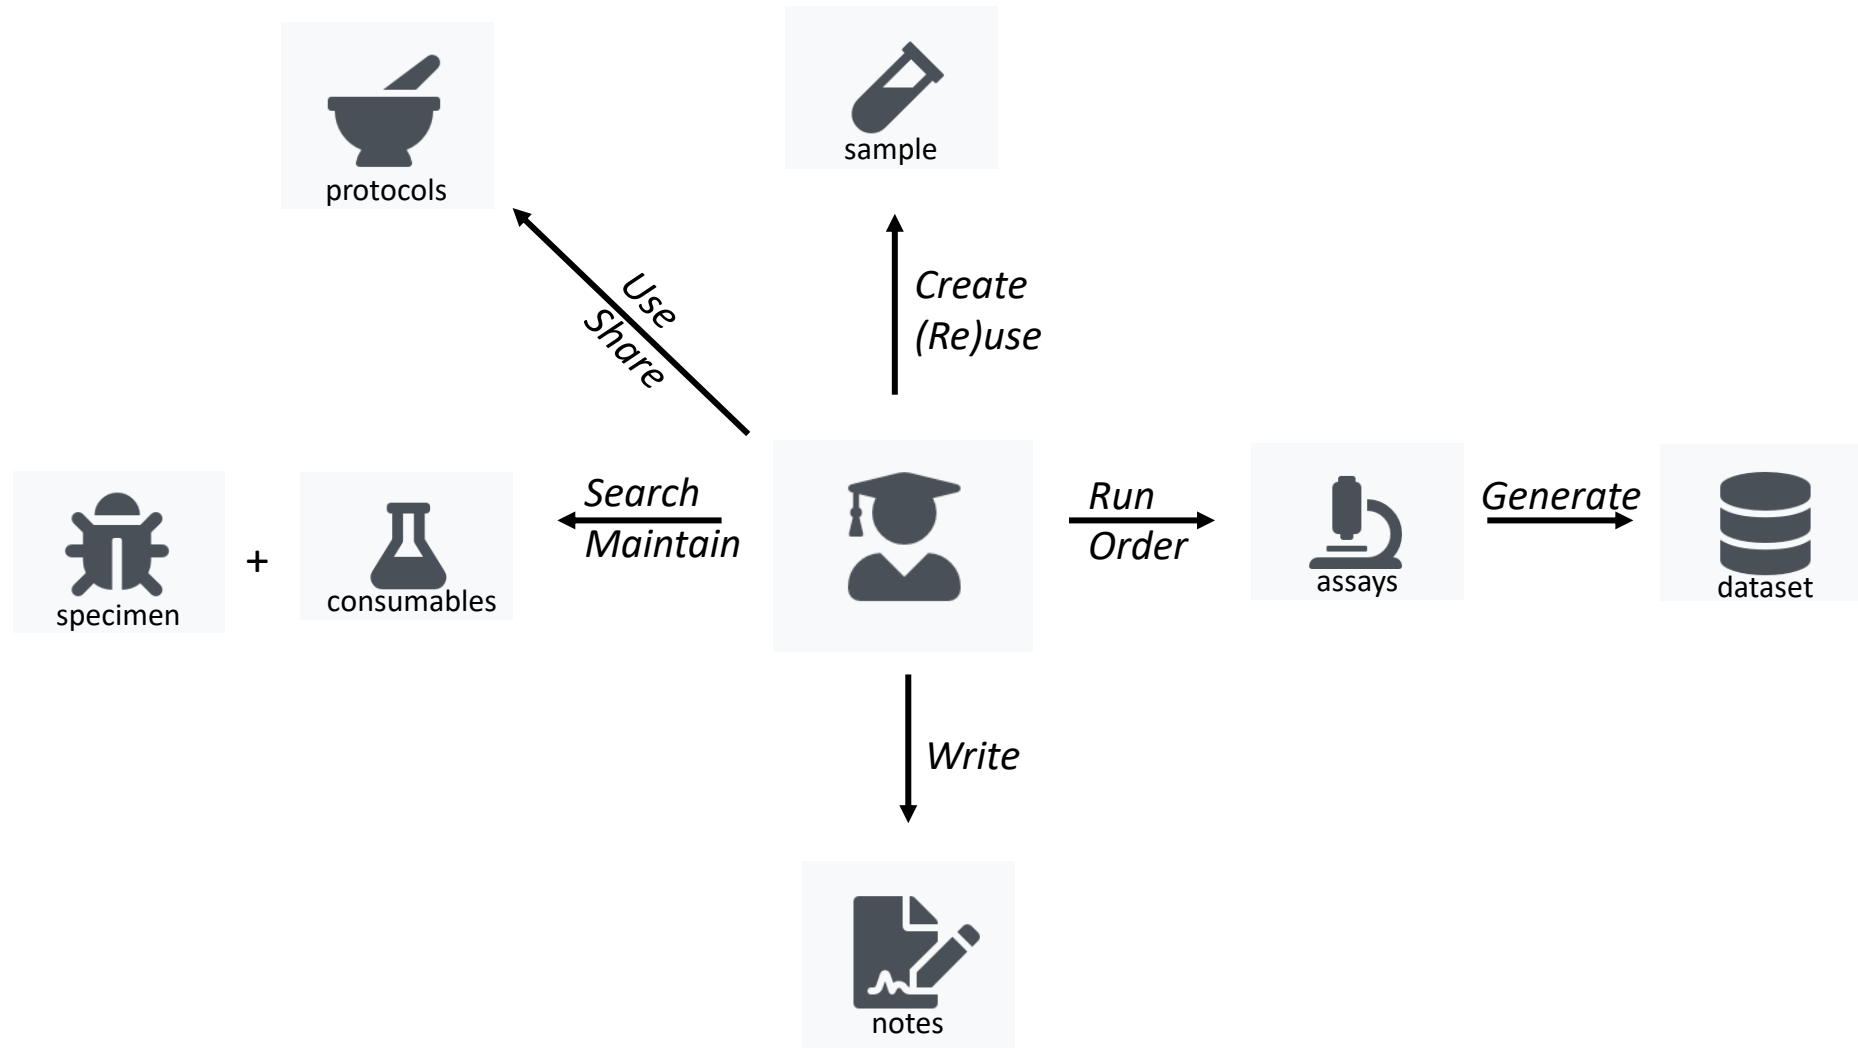 sample
protocols
Use
Share
Create
(Re)use
Search
Maintain
Run
Order
Generate
specimen
+
consumables
assays
dataset
Write
notes